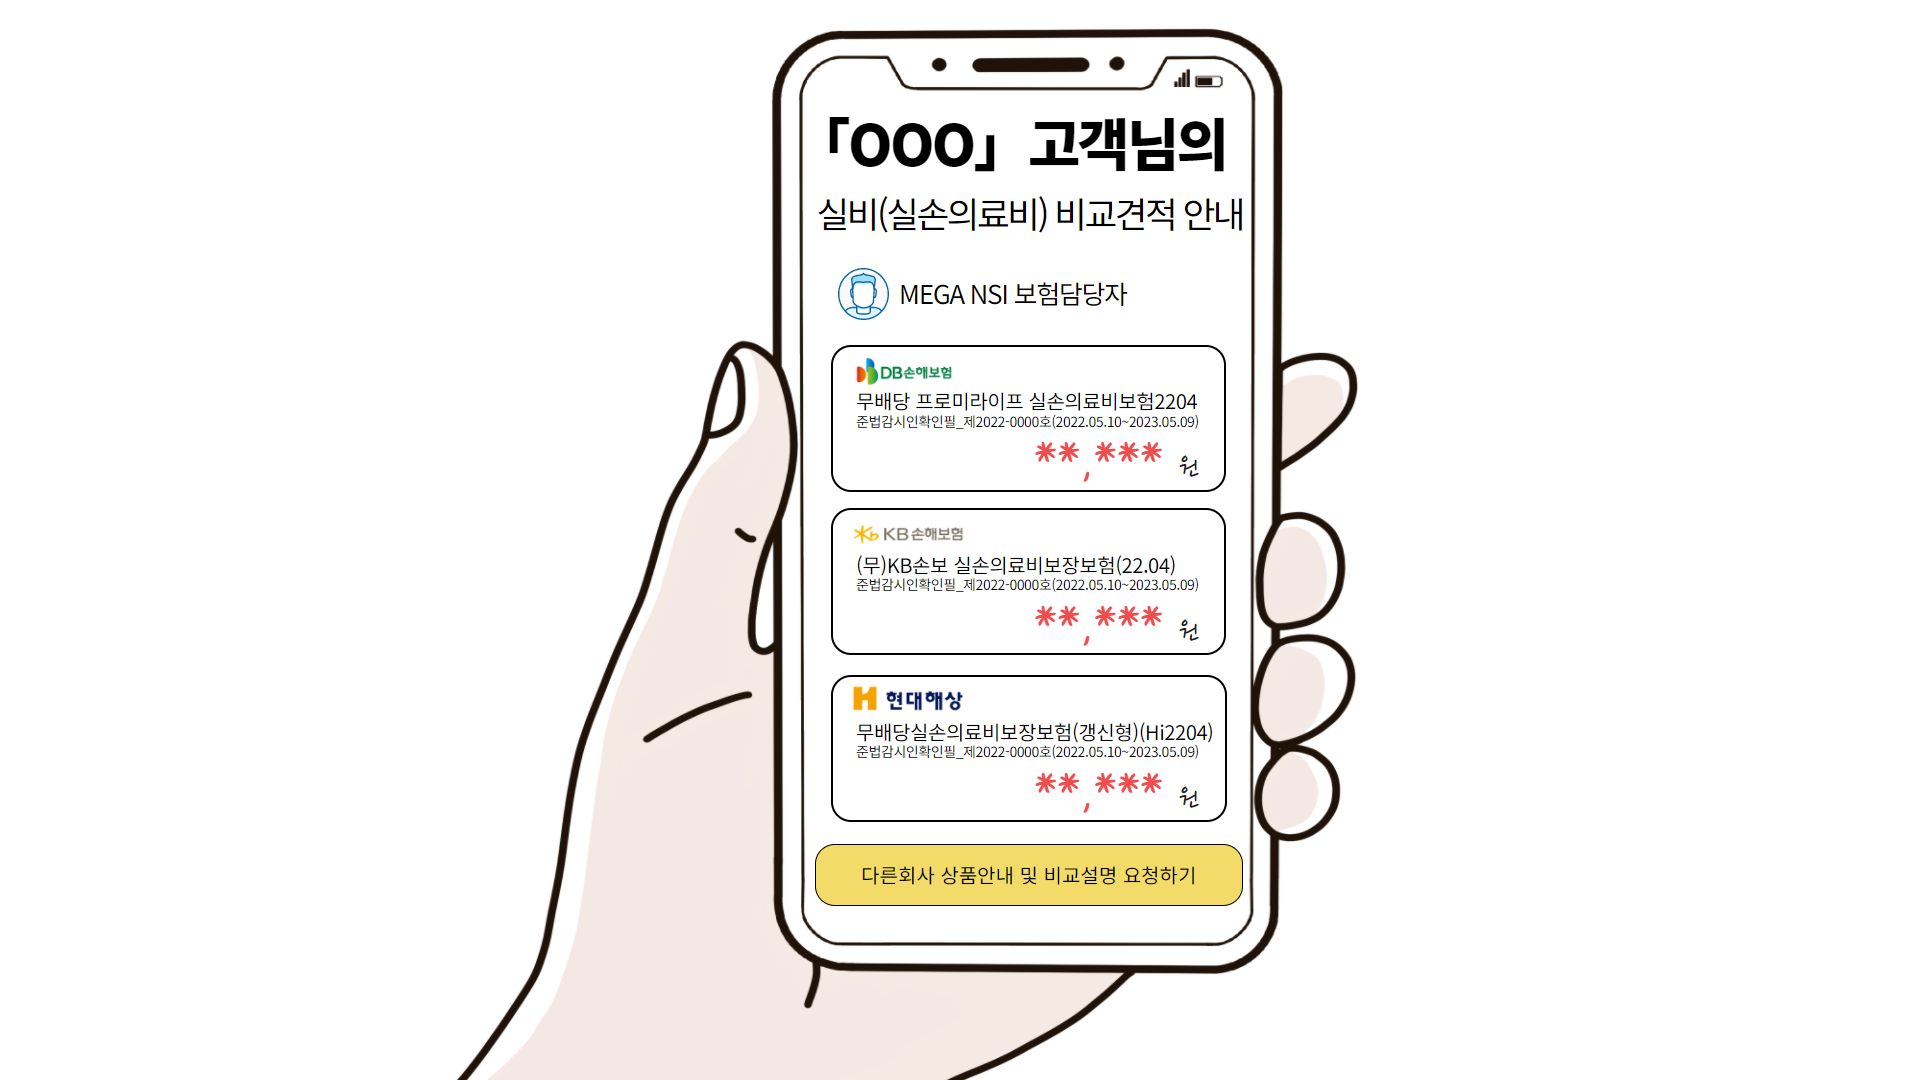 「OOO」 고객님의
실비(실손의료비) 비교견적 안내
MEGA NSI 보험담당자
DB손해보험
무배당 프로미라이프 실손의료비보험2204
준법감시인확인필_제2022-0000호(2022.05.10~2023.05.09)
**,*** 원
KB손해보험
(무)KB손보 실손의료비보장보험(22.04)
준법감시인확인필_제2022-0000호(2022.05.10~2023.05.09)
**,*** 원
현대해상
무배당실손의료비보장보험(갱신형)(Hi2204)
준법감시인확인필_제2022-0000호(2022.05.10~2023.05.09)
**,*** 원
다른회사 상품안내 및 비교설명 요청하기